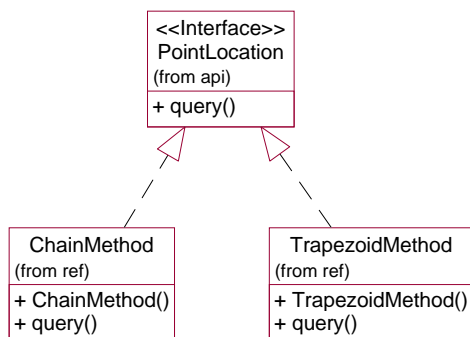 <<Interface>>
PointLocation
(from api)
+ query()
ChainMethod
(from ref)
+ ChainMethod()
+ query()
TrapezoidMethod
(from ref)
+ TrapezoidMethod()
+ query()